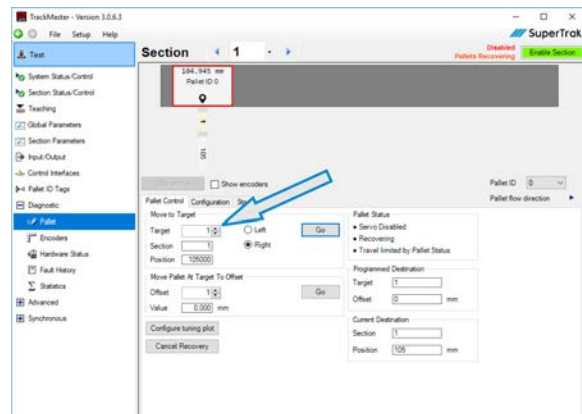 TrackMaster - Version 3.0.6.3
File Setup Help
SuperTrak
Test
Section 1
Disabled
Pallets Recovering
Enable Section
System Status/Control
Section Status/Control
Teaching
Global Parameters
Section Parameters
Input/Output
Control Interfaces
Pallet ID Tags
Diagnostic
Pallet
Encoders
Hardware Status
Fault History
Statistics
Advanced
Synchronous
104.945 mm
Pallet ID 0
1
105
Show encoders
Pallet ID 0
Pallet flow direction
Pallet Control Configuration
Move to Target
Target 1 Left Go
Section 1 Right
Position 105000
Move Pallet At Target To Offset
Offset 1 Go
Value 0.000 mm
Configure tuning plot
Cancel Recovery
Pallet Status
• Servo Disabled
• Recovering
• Travel limited by Pallet Status
Programmed Destination
Target 1
Offset 0 mm
Current Destination
Section 1
Position 105 mm